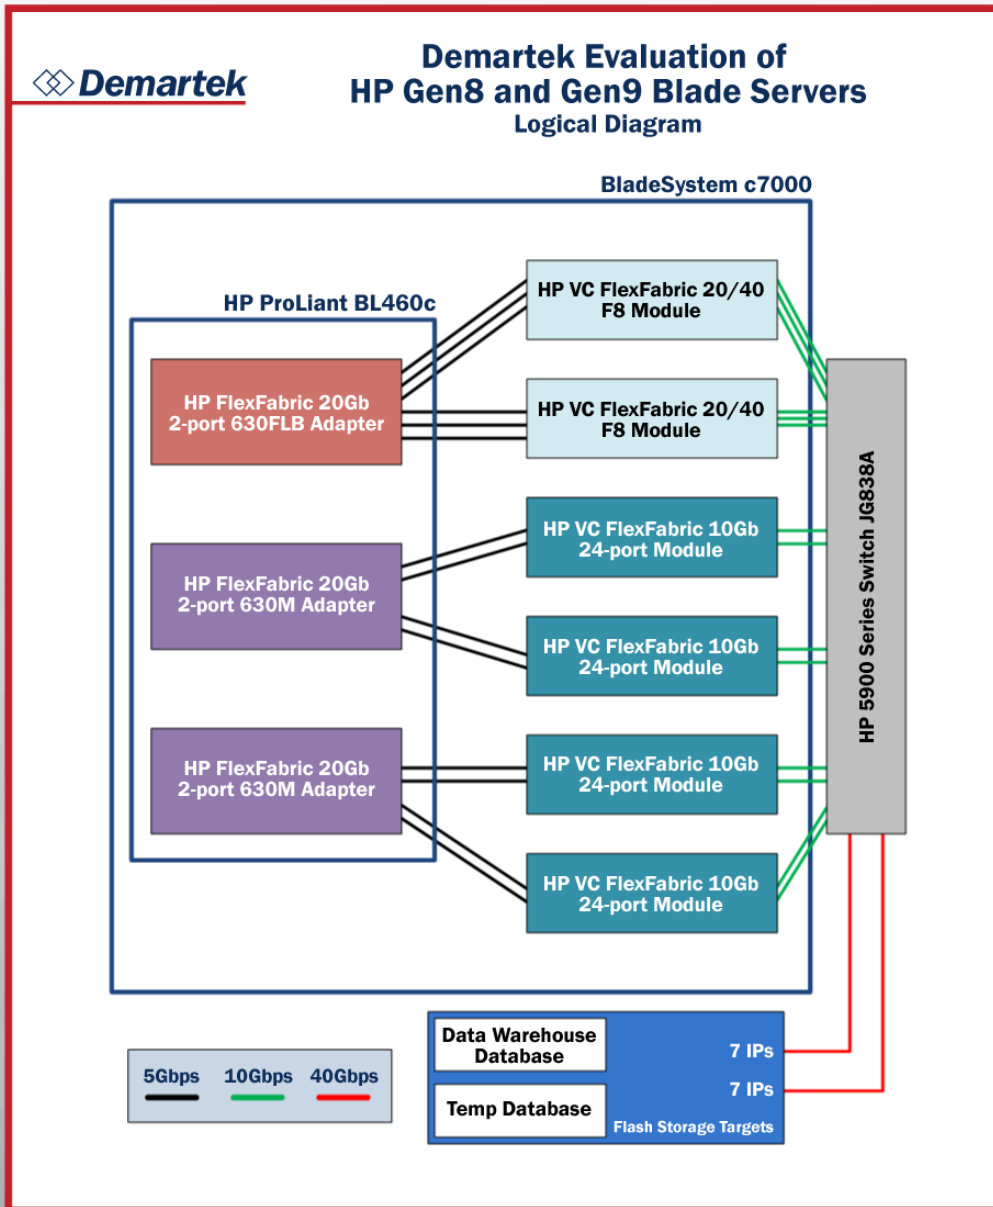 Demartek
Demartek Evaluation of
HP Gen8 and Gen9 Blade Servers
Logical Diagram
BladeSystem c7000
HP ProLiant BL460c
HP FlexFabric 20Gb
2-port 630FLB Adapter
HP FlexFabric 20Gb
2-port 630M Adapter
HP FlexFabric 20Gb
2-port 630M Adapter
HP VC FlexFabric 20/40
F8 Module
HP VC FlexFabric 20/40
F8 Module
HP VC FlexFabric 10Gb
24-port Module
HP VC FlexFabric 10Gb
24-port Module
HP VC FlexFabric 10Gb
24-port Module
HP VC FlexFabric 10Gb
24-port Module
HP 5900 Series Switch JG838A
5Gbps 10Gbps 40Gbps
Data Warehouse
Database
Temp Database
7 IPs
7 IPs
Flash Storage Targets